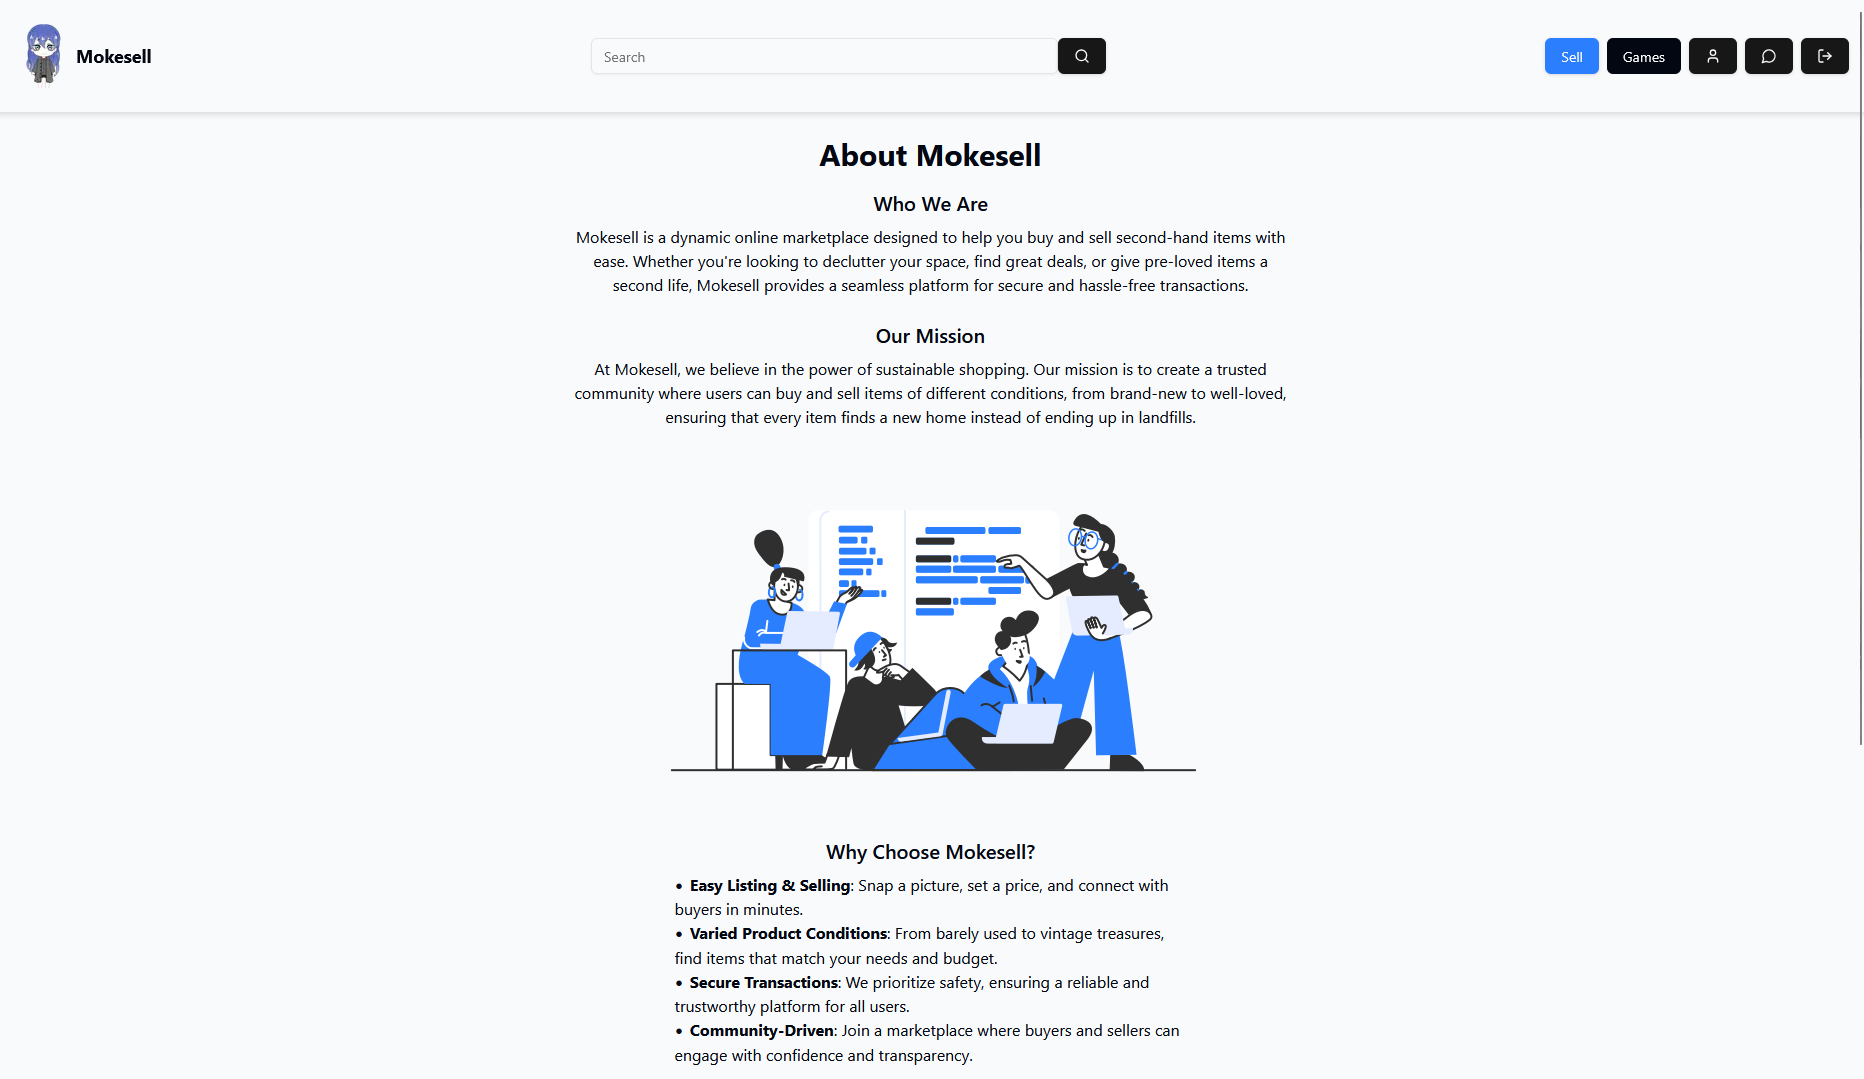 Mokesell
Search
Sell
Games
About Mokesell
Who We Are
Mokesell is a dynamic online marketplace designed to help you buy and sell second-hand items with
ease. Whether you're looking to declutter your space, find great deals, or give pre-loved items a
second life, Mokesell provides a seamless platform for secure and hassle-free transactions.
Our Mission
At Mokesell, we believe in the power of sustainable shopping. Our mission is to create a trusted
community where users can buy and sell items of different conditions, from brand-new to well-loved,
ensuring that every item finds a new home instead of ending up in landfills.
Why Choose Mokesell?
• Easy Listing & Selling: Snap a picture, set a price, and connect with
buyers in minutes.
• Varied Product Conditions: From barely used to vintage treasures,
find items that match your needs and budget.
• Secure Transactions: We prioritize safety, ensuring a reliable and
trustworthy platform for all users.
• Community-Driven: Join a marketplace where buyers and sellers can
engage with confidence and transparency.